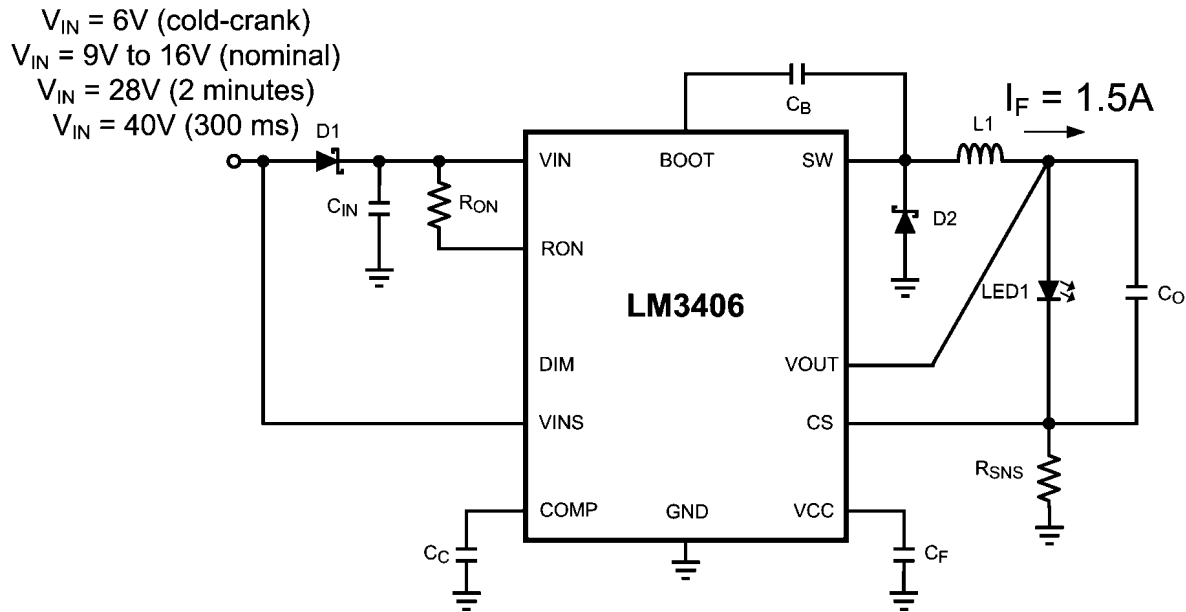 VIN = 6V (cold-crank)
VIN = 9V to 16V (nominal)
VIN = 28V (2 minutes)
VIN = 40V (300 ms)
D1
CB
IF = 1.5A
L1
VIN
BOOT
SW
CIN
RON
D2
RON
LM3406
LED1
CO
DIM
VOUT
VINS
CS
RSNS
COMP
GND
VCC
CC
CF